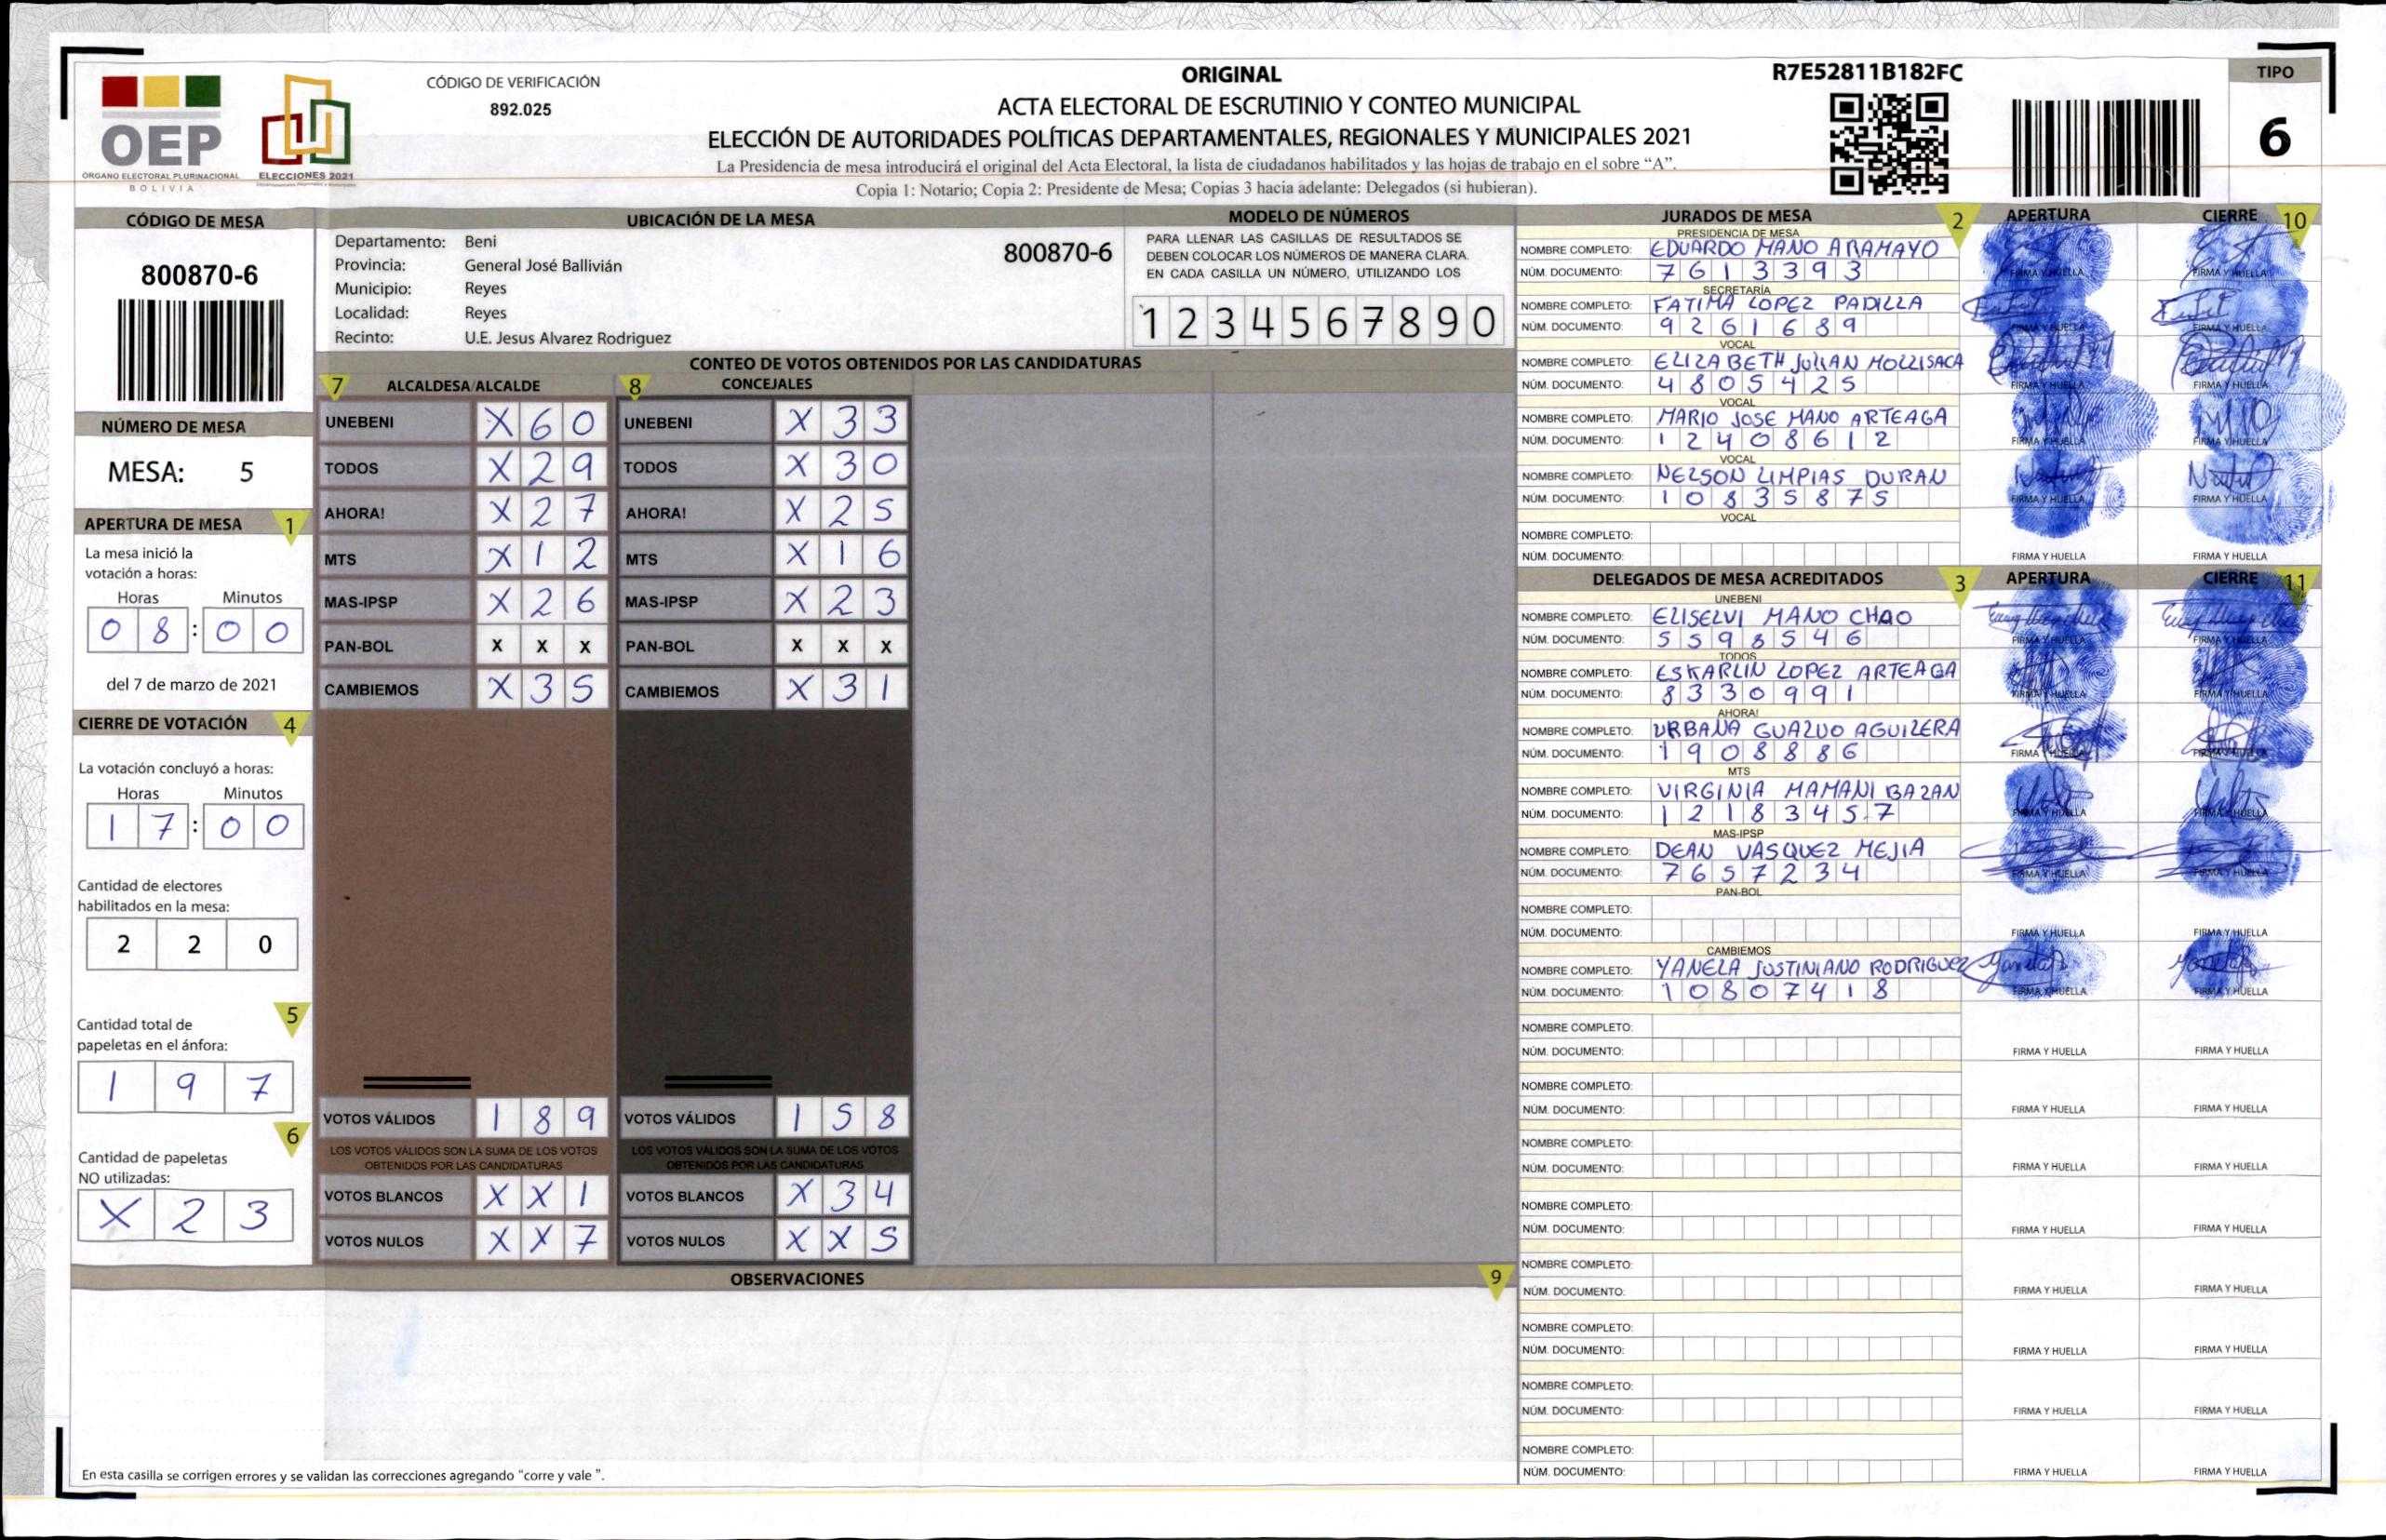 OEP
ÓRGANO ELECTORAL PLURINACIONAL
BOLIVIA
ELECCIONES 2021
CÓDIGO DE VERIFICACIÓN
892.025
ORIGINAL
ACTA ELECTORAL DE ESCRUTINIO Y CONTEO MUNICIPAL
ELECCIÓN DE AUTORIDADES POLÍTICAS DEPARTAMENTALES, REGIONALES Y MUNICIPALES 2021
La Presidencia de mesa introducirá el original del Acta Electoral, la lista de ciudadanos habilitados y las hojas de trabajo en el sobre “A”.
Copia 1: Notario; Copia 2: Presidente de Mesa; Copias 3 hacia adelante: Delegados (si hubieran).
R7E52811B182FC
TIPO
6
CÓDIGO DE MESA
800870-6
NÚMERO DE MESA
MESA: 5
APERTURA DE MESA 1
La mesa inició la
votación a horas:
Horas Minutos
0 8 : 0 0
del 7 de marzo de 2021
CIERRE DE VOTACIÓN 4
La votación concluyó a horas:
Horas Minutos
1 7 : 0 0
Cantidad de electores
habilitados en la mesa:
2 2 0
5
Cantidad total de
papeletas en el ánfora:
1 9 7
6
Cantidad de papeletas
NO utilizadas:
X 2 3
UBICACIÓN DE LA MESA
Departamento: Beni
800870-6
Provincia: General José Ballivián
Municipio: Reyes
Localidad: Reyes
Recinto: U.E. Jesus Alvarez Rodriguez
MODELO DE NÚMEROS
PARA LLENAR LAS CASILLAS DE RESULTADOS SE
DEBEN COLOCAR LOS NÚMEROS DE MANERA CLARA.
EN CADA CASILLA UN NÚMERO, UTILIZANDO LOS
1 2 3 4 5 6 7 8 9 0
CONTEO DE VOTOS OBTENIDOS POR LAS CANDIDATURAS
7 ALCALDESA/ALCALDE 8 CONCEJALES
UNEBENI X 6 0 UNEBENI X 3 3
TODOS X 2 9 TODOS X 3 0
AHORA! X 2 7 AHORA! X 2 5
MTS X 1 2 MTS X 1 6
MAS-IPSP X 2 6 MAS-IPSP X 2 3
PAN-BOL X X X PAN-BOL X X X
CAMBIEMOS X 3 5 CAMBIEMOS X 3 1
VOTOS VÁLIDOS 1 8 9 VOTOS VÁLIDOS 1 5 8
LOS VOTOS VÁLIDOS SON LA SUMA DE LOS VOTOS LOS VOTOS VÁLIDOS SON LA SUMA DE LOS VOTOS
OBTENIDOS POR LAS CANDIDATURAS OBTENIDOS POR LAS CANDIDATURAS
VOTOS BLANCOS X X 1 VOTOS BLANCOS X 3 4
VOTOS NULOS X X 7 VOTOS NULOS X X 5
OBSERVACIONES 9
En esta casilla se corrigen errores y se validan las correcciones agregando “corre y vale ”.
JURADOS DE MESA 2 APERTURA CIERRE 10
PRESIDENCIA DE MESA
NOMBRE COMPLETO: EDUARDO MANO ARAMAYO
NÚM. DOCUMENTO: 7 6 1 3 3 9 3 FIRMA Y HUELLA FIRMA Y HUELLA
SECRETARÍA
NOMBRE COMPLETO: FATIMA LOPEZ PADILLA
NÚM. DOCUMENTO: 9 2 6 1 6 8 9 FIRMA Y HUELLA FIRMA Y HUELLA
VOCAL
NOMBRE COMPLETO: ELIZABETH JULIAN MOLLISACA
NÚM. DOCUMENTO: 4 8 0 5 4 2 5 FIRMA Y HUELLA FIRMA Y HUELLA
VOCAL
NOMBRE COMPLETO: MARIO JOSE MANO ARTEAGA
NÚM. DOCUMENTO: 1 2 4 0 8 6 1 2 FIRMA Y HUELLA FIRMA Y HUELLA
VOCAL
NOMBRE COMPLETO: NELSON LIMPIAS DURAN
NÚM. DOCUMENTO: 1 0 8 3 5 8 7 5 FIRMA Y HUELLA FIRMA Y HUELLA
VOCAL
NOMBRE COMPLETO:
NÚM. DOCUMENTO: FIRMA Y HUELLA FIRMA Y HUELLA
DELEGADOS DE MESA ACREDITADOS 3 APERTURA CIERRE 11
UNEBENI
NOMBRE COMPLETO: ELISELVI MANO CHAO
NÚM. DOCUMENTO: 5 5 9 8 5 4 6 FIRMA Y HUELLA FIRMA Y HUELLA
TODOS
NOMBRE COMPLETO: ESKARLIN LOPEZ ARTEAGA
NÚM. DOCUMENTO: 8 3 3 0 9 9 1 FIRMA Y HUELLA FIRMA Y HUELLA
AHORA!
NOMBRE COMPLETO: URBANA GUALUO AGUILERA
NÚM. DOCUMENTO: 1 9 0 8 8 8 6 FIRMA Y HUELLA FIRMA Y HUELLA
MTS
NOMBRE COMPLETO: VIRGINIA MAMANI BAZAN
NÚM. DOCUMENTO: 1 2 1 8 3 4 5 7 FIRMA Y HUELLA FIRMA Y HUELLA
MAS-IPSP
NOMBRE COMPLETO: DEAN VASQUEZ MEJIA
NÚM. DOCUMENTO: 7 6 5 7 2 3 4 FIRMA Y HUELLA FIRMA Y HUELLA
PAN-BOL
NOMBRE COMPLETO:
NÚM. DOCUMENTO: FIRMA Y HUELLA FIRMA Y HUELLA
CAMBIEMOS
NOMBRE COMPLETO: YANELA JUSTINIANO RODRIGUEZ
NÚM. DOCUMENTO: 1 0 8 0 7 4 1 8 FIRMA Y HUELLA FIRMA Y HUELLA
NOMBRE COMPLETO:
NÚM. DOCUMENTO: FIRMA Y HUELLA FIRMA Y HUELLA
NOMBRE COMPLETO:
NÚM. DOCUMENTO: FIRMA Y HUELLA FIRMA Y HUELLA
NOMBRE COMPLETO:
NÚM. DOCUMENTO: FIRMA Y HUELLA FIRMA Y HUELLA
NOMBRE COMPLETO:
NÚM. DOCUMENTO: FIRMA Y HUELLA FIRMA Y HUELLA
NOMBRE COMPLETO:
NÚM. DOCUMENTO: FIRMA Y HUELLA FIRMA Y HUELLA
NOMBRE COMPLETO:
NÚM. DOCUMENTO: FIRMA Y HUELLA FIRMA Y HUELLA
NOMBRE COMPLETO:
NÚM. DOCUMENTO: FIRMA Y HUELLA FIRMA Y HUELLA
NOMBRE COMPLETO:
NÚM. DOCUMENTO: FIRMA Y HUELLA FIRMA Y HUELLA